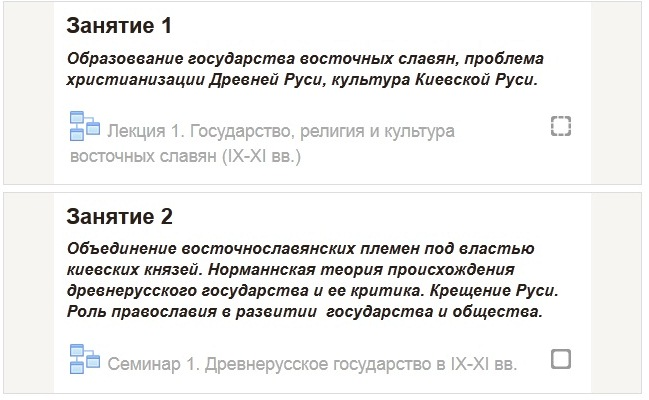 Занятие 1
Образоввание государства восточных славян, проблема
христианизации Древней Руси, культура Киевской Руси.
Лекция 1. Государство, религия и культура
восточных славян (IX-XI вв.)
Занятие 2
Объединение восточнославянских племен под властью
киевских князей. Норманнская теория происхождения
древнерусского государства и ее критика. Крещение Руси.
Роль православия в развитии  государства и общества.
Семинар 1. Древнерусское государство в IX-XI вв.